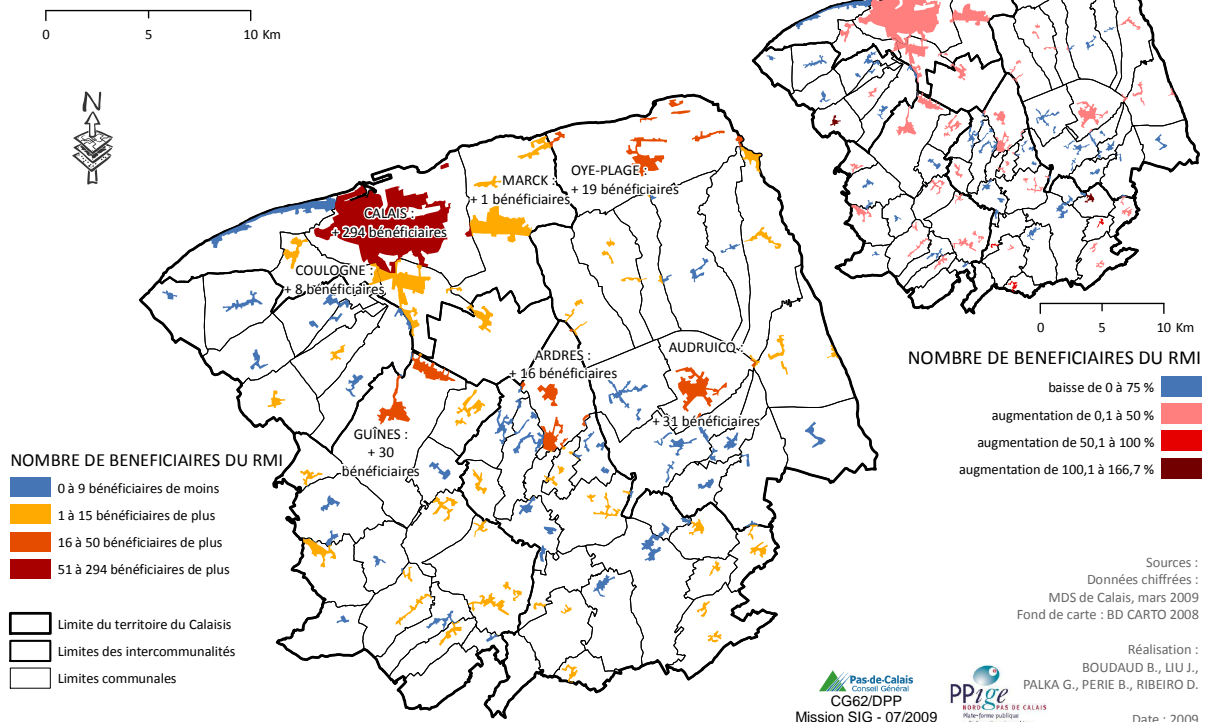 0 5 10 Km
N
MARCK :
+ 1 bénéficiaires
OYE-PLAGE :
+ 19 bénéficiaires
CALAIS :
+ 294 bénéficiaires
COULOGNE :
+ 8 bénéficiaires
ARDRES :
+ 16 bénéficiaires
AUDRUICQ :
+ 31 bénéficiaires
GUÎNES :
+ 30
bénéficiaires
NOMBRE DE BENEFICIAIRES DU RMI
0 à 9 bénéficiaires de moins
1 à 15 bénéficiaires de plus
16 à 50 bénéficiaires de plus
51 à 294 bénéficiaires de plus
Limite du territoire du Calaisis
Limites des intercommunalités
Limites communales
0 5 10 Km
NOMBRE DE BENEFICIAIRES DU RMI
baisse de 0 à 75 %
augmentation de 0,1 à 50 %
augmentation de 50,1 à 100 %
augmentation de 100,1 à 166,7 %
Sources :
Données chiffrées :
MDS de Calais, mars 2009
Fond de carte : BD CARTO 2008
Réalisation :
BOUDAUD B., LIU J.,
PALKA G., PERIE B., RIBEIRO D.
Pas-de-Calais
Conseil Général
CG62/DPP
Mission SIG - 07/2009
PPige
NORD PAS DE CALAIS
Plate-forme publique
Date : 2009